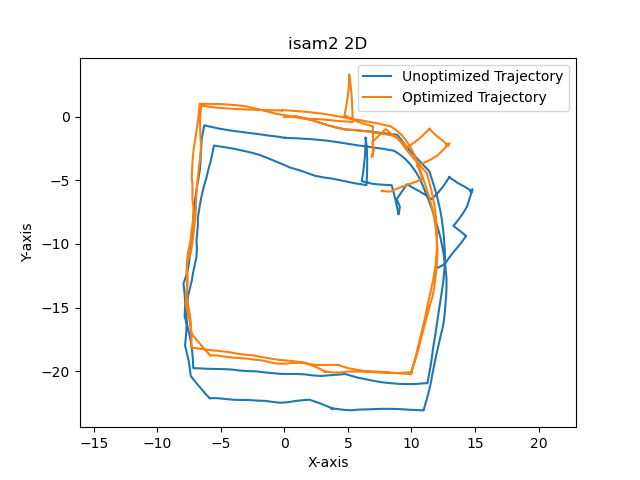 isam2 2D
Unoptimized Trajectory
Optimized Trajectory
Y-axis
0
−5
−10
−15
−20
−15
−10
−5
0
5
10
15
20
X-axis